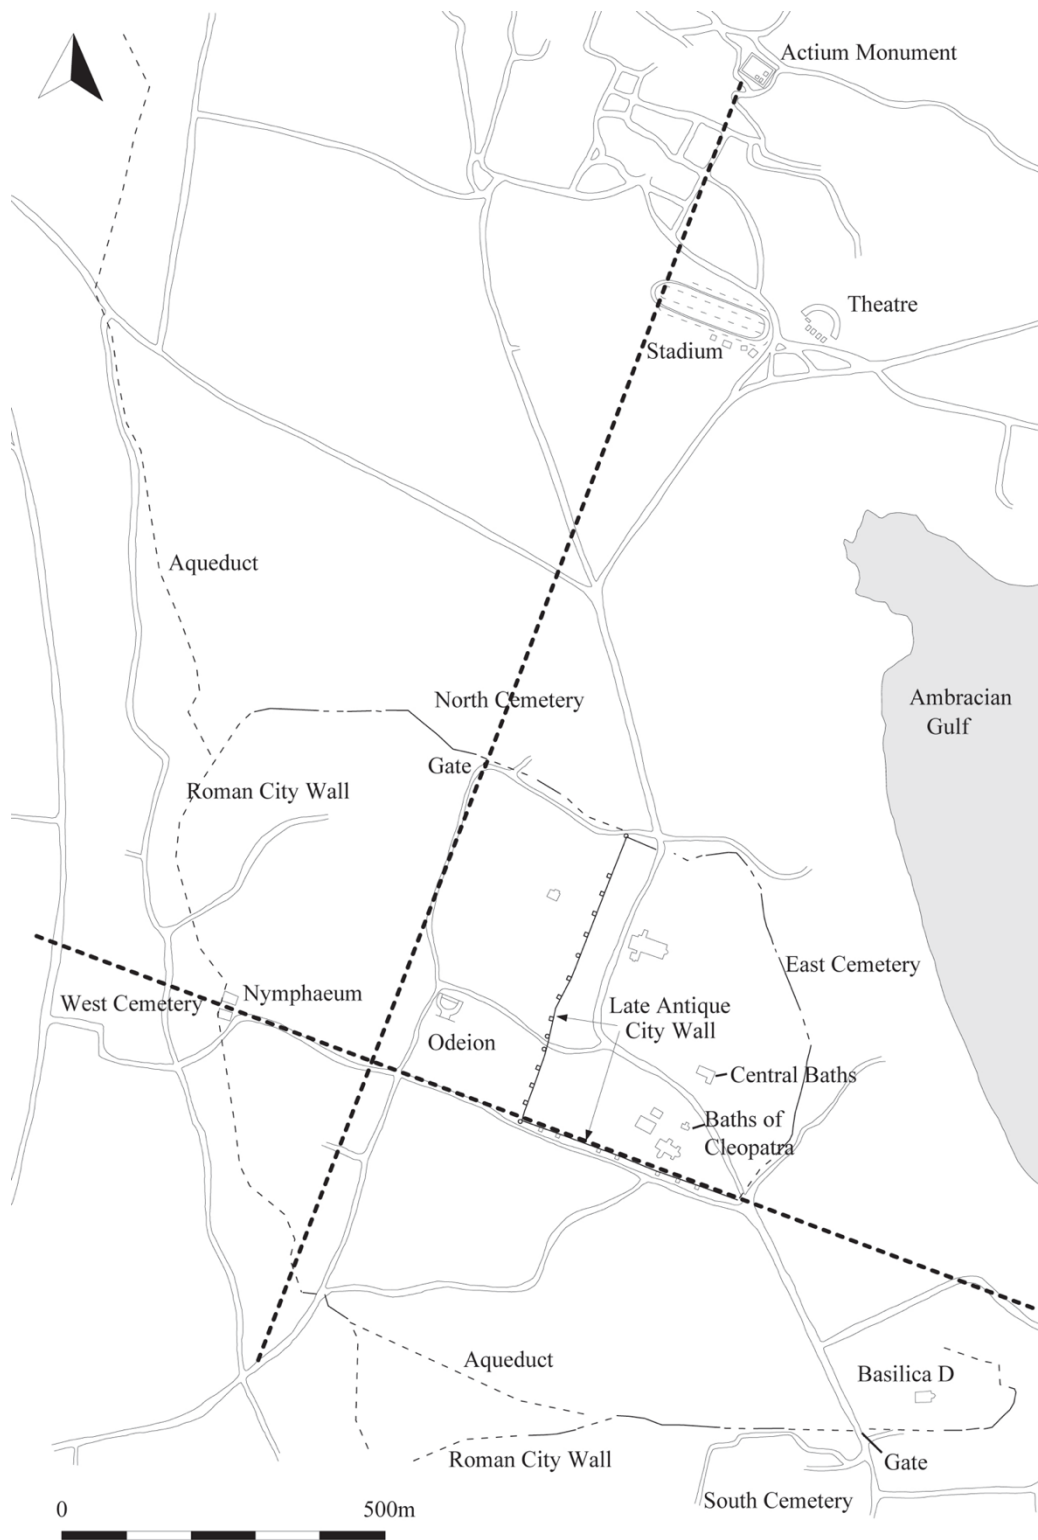 Actium Monument
Theatre
Stadium
Aqueduct
Ambracian
Gulf
North Cemetery
Gate
Roman City Wall
East Cemetery
West Cemetery
Nymphaeum
Late Antique
City Wall
Odeion
Central Baths
Baths of
Cleopatra
Aqueduct
Basilica D
Roman City Wall
Gate
South Cemetery
0
500m